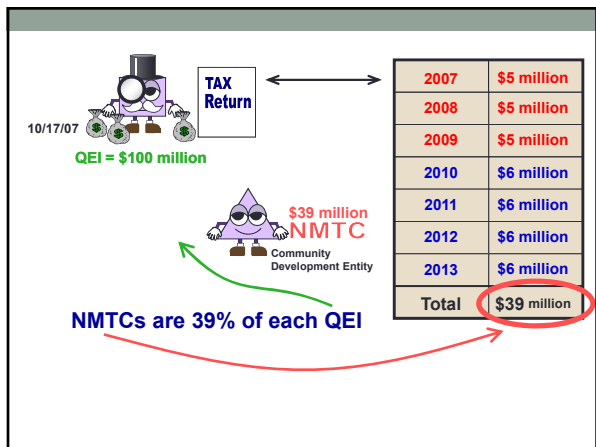 TAX
Return
10/17/07
$ $ $
QEI = $100 million
$39 million
NMTC
Community
Development Entity
NMTCs are 39% of each QEI
2007 $5 million
2008 $5 million
2009 $5 million
2010 $6 million
2011 $6 million
2012 $6 million
2013 $6 million
Total $39 million